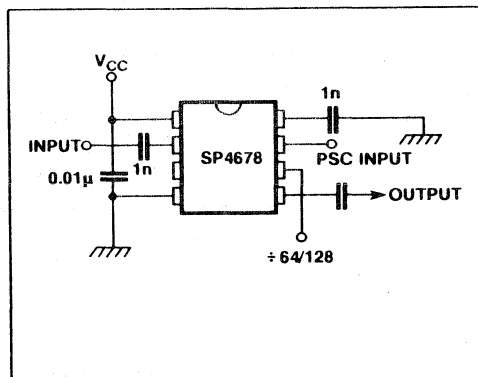 VCC
1n
INPUT
SP4678
1n
PSC INPUT
0.01µ
OUTPUT
÷ 64/128